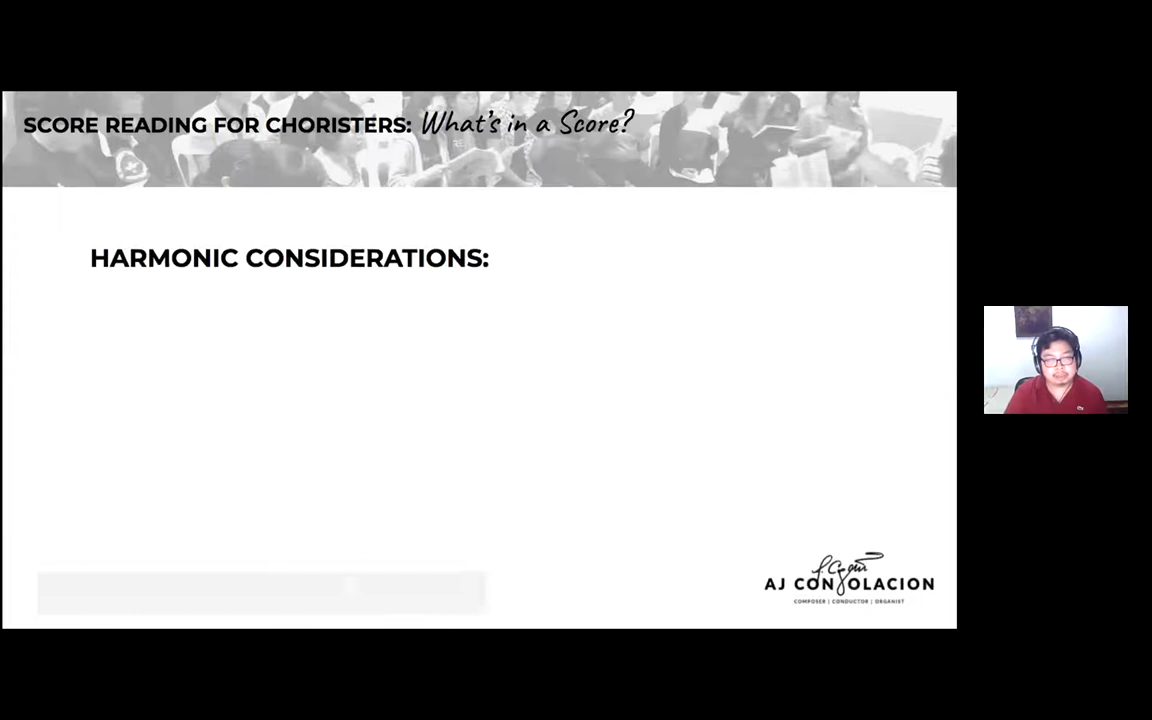 SCORE READING FOR CHORISTERS: What's in a Score?
HARMONIC CONSIDERATIONS:
AJ CONSOLACION
COMPOSER | CONDUCTOR | ORGANIST